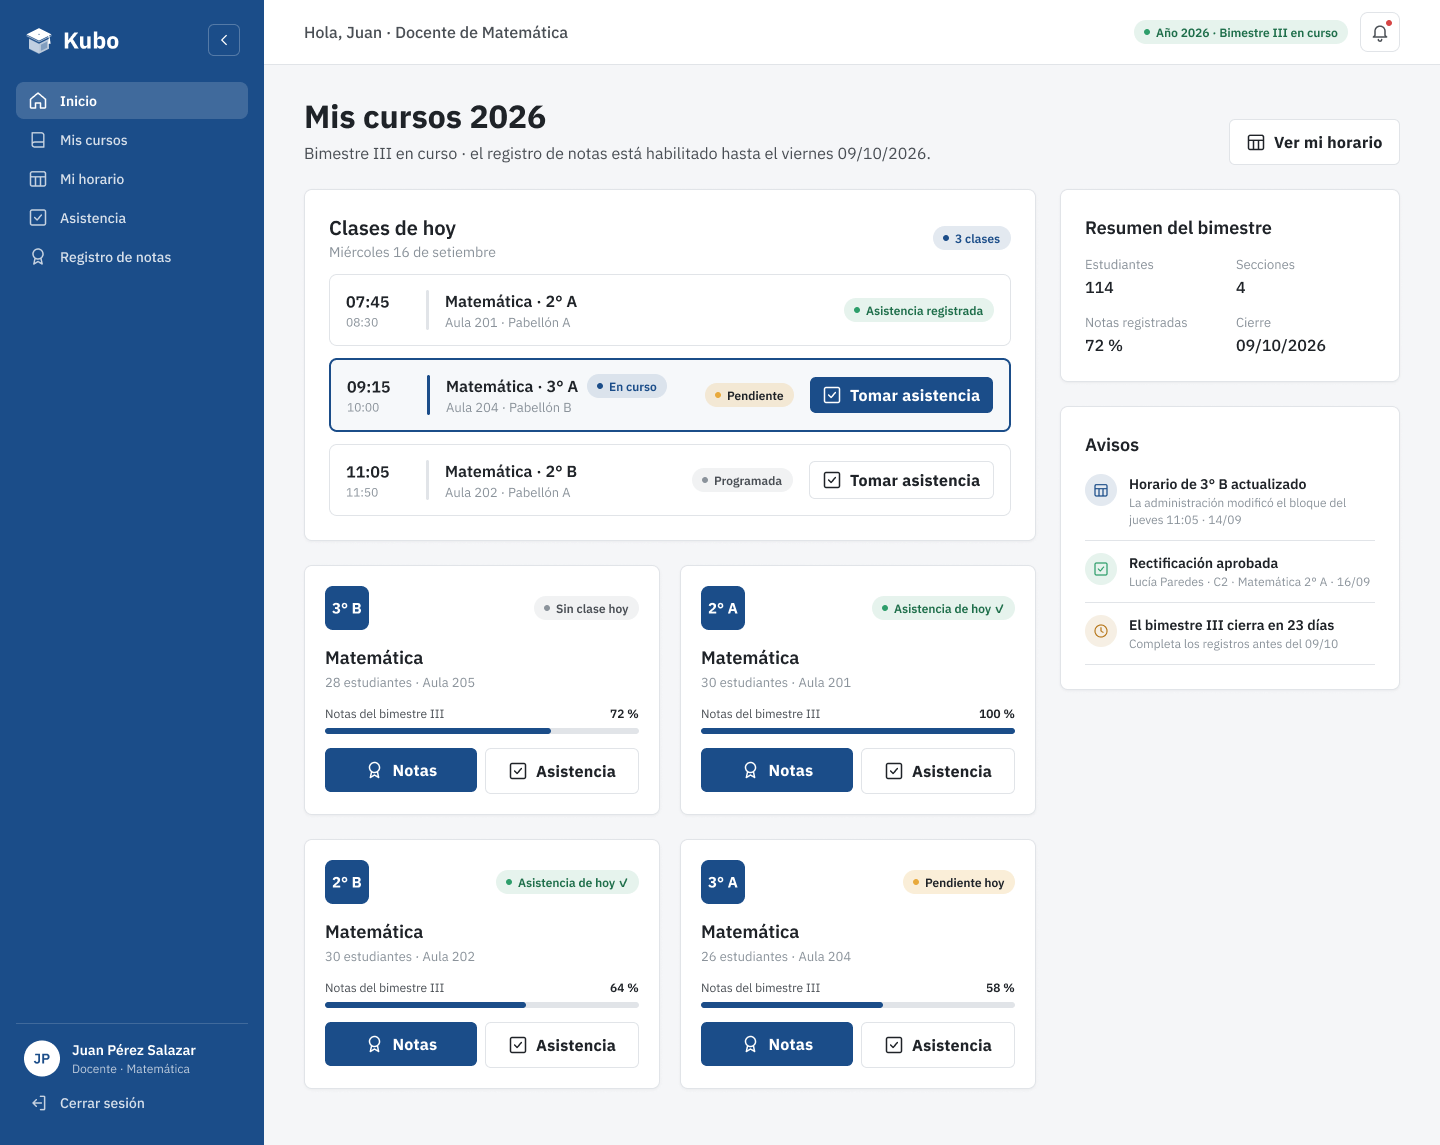 Kubo
Inicio
Mis cursos
Mi horario
Asistencia
Registro de notas
JP
Juan Pérez Salazar
Docente · Matemática
Cerrar sesión
Hola, Juan · Docente de Matemática
Año 2026 · Bimestre III en curso
Mis cursos 2026
Bimestre III en curso · el registro de notas está habilitado hasta el viernes 09/10/2026.
Ver mi horario
Clases de hoy
Miércoles 16 de setiembre
3 clases
07:45
08:30
Matemática · 2° A
Aula 201 · Pabellón A
Asistencia registrada
09:15
10:00
Matemática · 3° A
En curso
Aula 204 · Pabellón B
Pendiente
Tomar asistencia
11:05
11:50
Matemática · 2° B
Aula 202 · Pabellón A
Programada
Tomar asistencia
3° B
Sin clase hoy
Matemática
28 estudiantes · Aula 205
Notas del bimestre III
72 %
Notas
Asistencia
2° A
Asistencia de hoy ✓
Matemática
30 estudiantes · Aula 201
Notas del bimestre III
100 %
Notas
Asistencia
2° B
Asistencia de hoy ✓
Matemática
30 estudiantes · Aula 202
Notas del bimestre III
64 %
Notas
Asistencia
3° A
Pendiente hoy
Matemática
26 estudiantes · Aula 204
Notas del bimestre III
58 %
Notas
Asistencia
Resumen del bimestre
Estudiantes
114
Secciones
4
Notas registradas
72 %
Cierre
09/10/2026
Avisos
Horario de 3° B actualizado
La administración modificó el bloque del
jueves 11:05 · 14/09
Rectificación aprobada
Lucía Paredes · C2 · Matemática 2° A · 16/09
El bimestre III cierra en 23 días
Completa los registros antes del 09/10